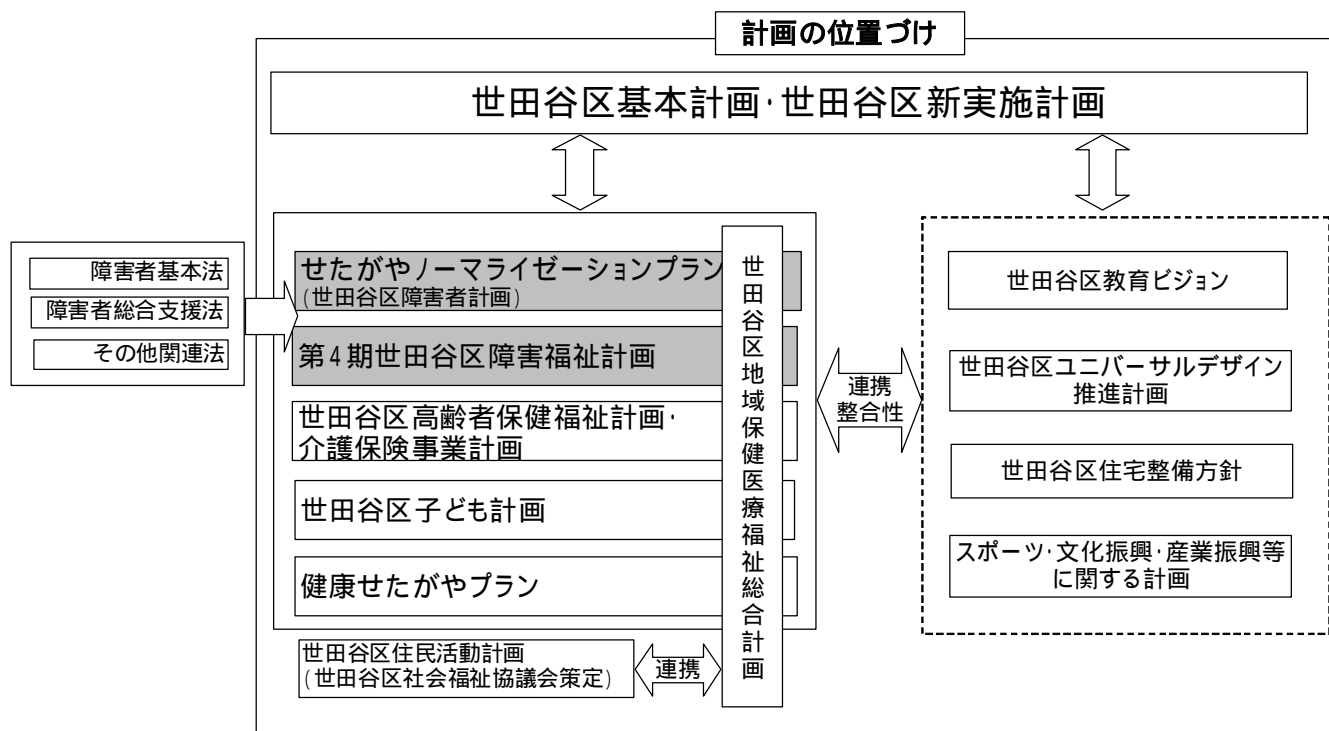 計画の位置づけ
世田谷区基本計画・世田谷区新実施計画
障害者基本法
障害者総合支援法
その他関連法
せたがやノーマライゼーションプラン
(世田谷区障害者計画)
第4期世田谷区障害福祉計画
世田谷区高齢者保健福祉計画・
介護保険事業計画
世田谷区子ども計画
健康せたがやプラン
世田谷区地域保健医療福祉総合計画
世田谷区住民活動計画
(世田谷区社会福祉協議会策定)
連携
連携
整合性
世田谷区教育ビジョン
世田谷区ユニバーサルデザイン
推進計画
世田谷区住宅整備方針
スポーツ・文化振興・産業振興等
に関する計画